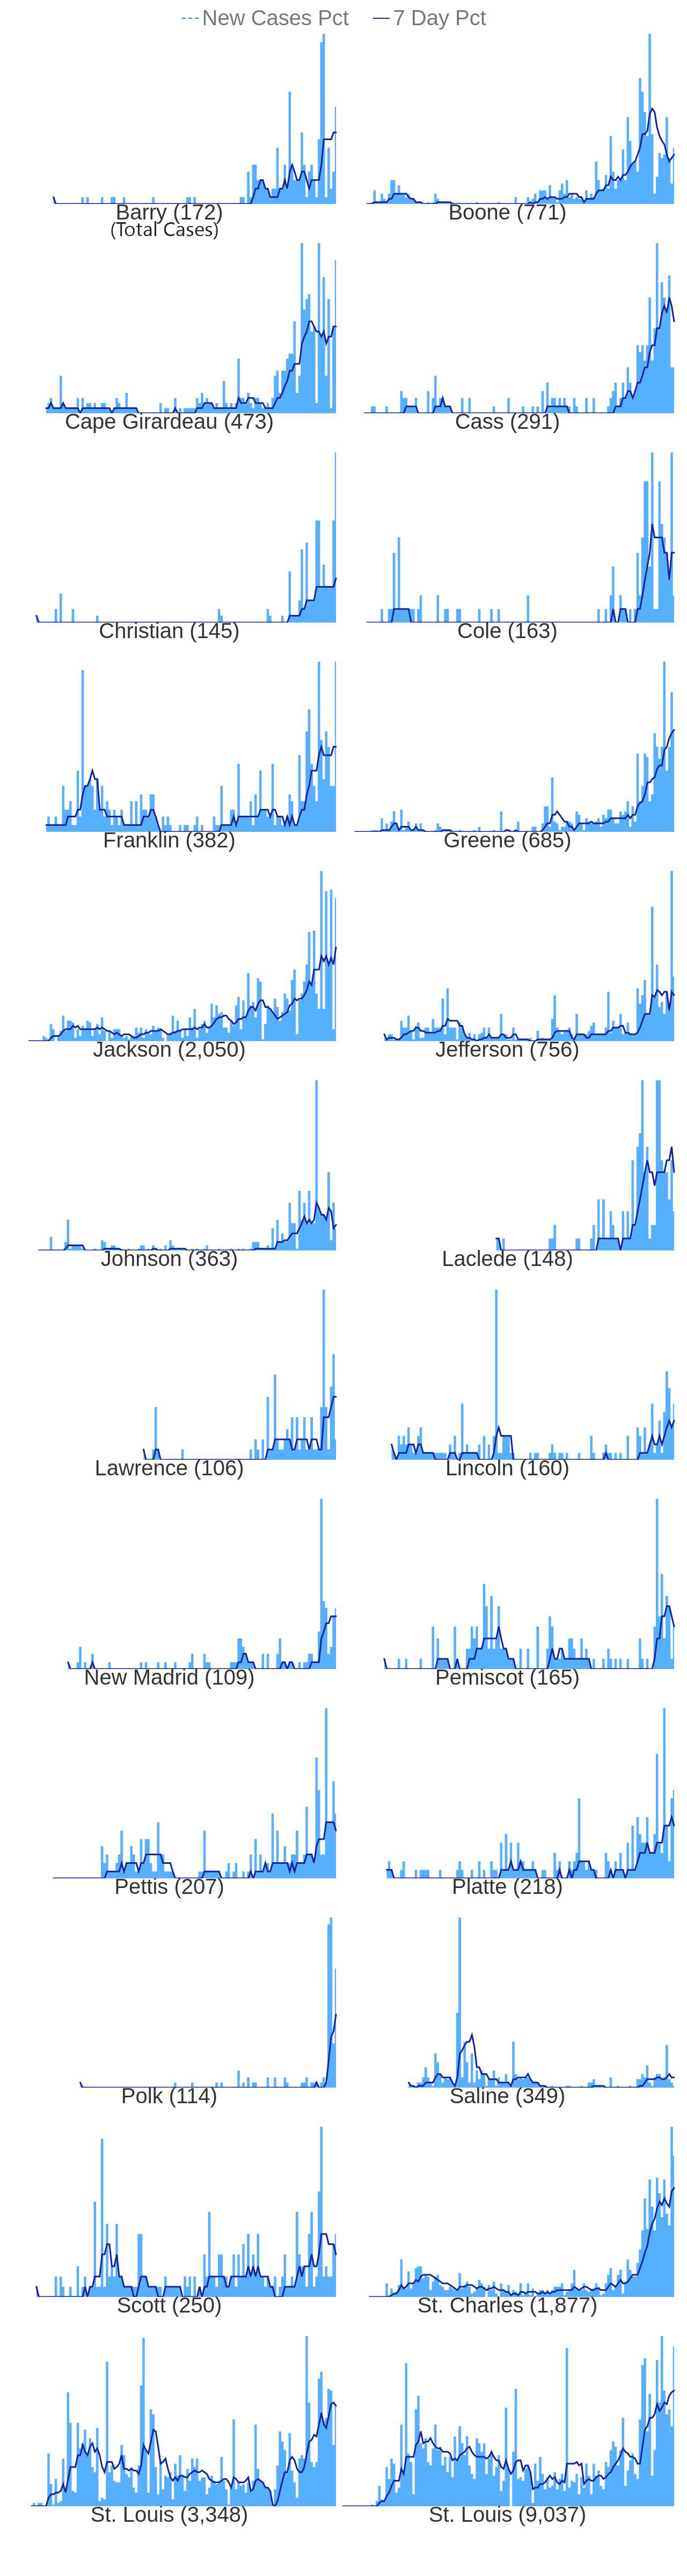 New Cases Pct 7 Day Pct
Barry (172) Boone (771)
(Total Cases)
Cape Girardeau (473) Cass (291)
Christian (145) Cole (163)
Franklin (382) Greene (685)
Jackson (2,050) Jefferson (756)
Johnson (363) Laclede (148)
Lawrence (106) Lincoln (160)
New Madrid (109) Pemiscot (165)
Pettis (207) Platte (218)
Polk (114) Saline (349)
Scott (250) St. Charles (1,877)
St. Louis (3,348) St. Louis (9,037)